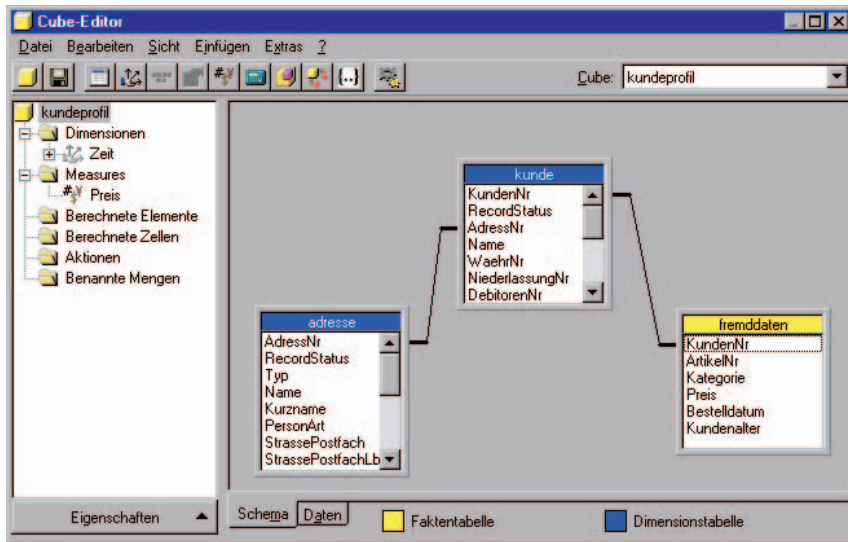 Cube-Editor
Datei Bearbeiten Sicht Einfügen Extras ?
Cube: kundeprofil
kundeprofil
Dimensionen
Zeit
Measures
Preis
Berechnete Elemente
Berechnete Zellen
Aktionen
Benannte Mengen
kunde
KundenNr
RecordStatus
AdressNr
Name
WaehrNr
NiederlassungNr
DebitorenNr
adresse
AdressNr
RecordStatus
Typ
Name
Kurzname
PersonArt
StrassePostfach
StrassePostfachLb
fremddaten
KundenNr
ArtikelNr
Kategorie
Preis
Bestelldatum
Kundenalter
Eigenschaften
Schema Daten
Faktentabelle
Dimensionstabelle